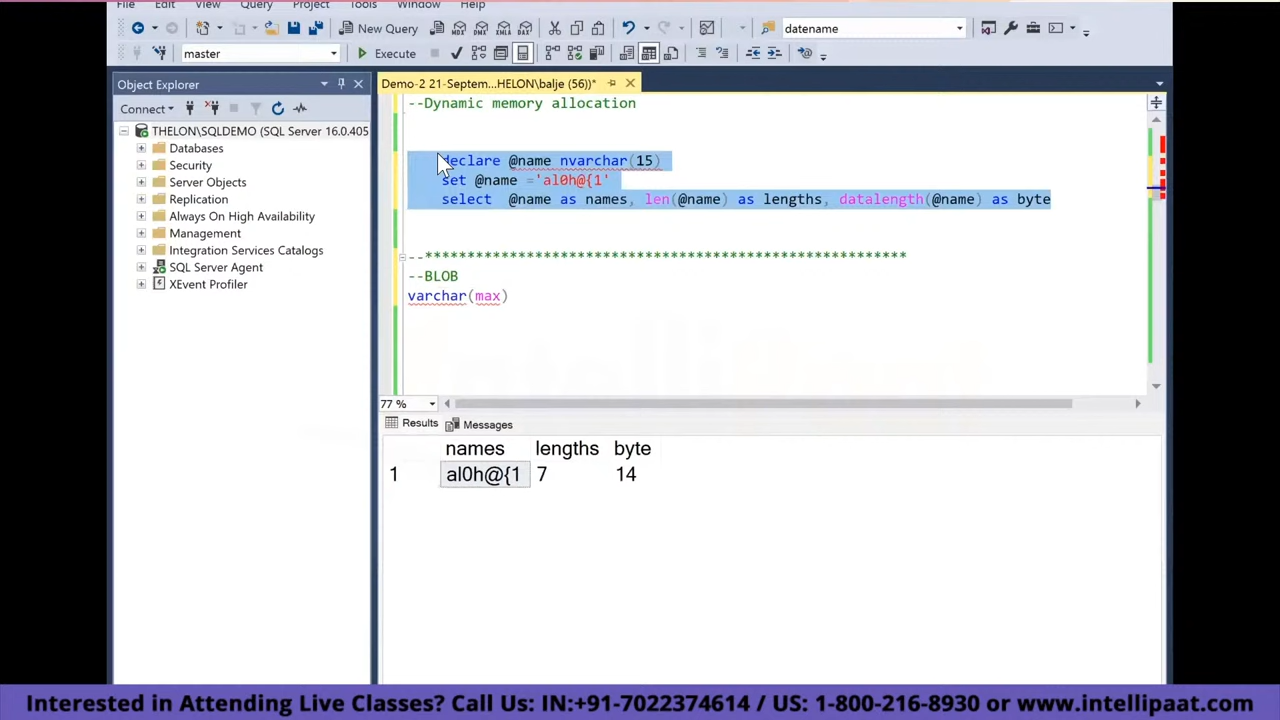 File Edit View Query Project Tools Window Help
New Query MDX DMX XMLA DAX datename
master Execute
Object Explorer
Demo-2 21-Septem...HELON\balje (56))*
Connect
THELON\SQLDEMO (SQL Server 16.0.405
Databases
Security
Server Objects
Replication
Always On High Availability
Management
Integration Services Catalogs
SQL Server Agent
XEvent Profiler
--Dynamic memory allocation
declare @name nvarchar(15)
set @name ='al0h@{1'
select @name as names, len(@name) as lengths, datalength(@name) as byte
--**********************************************************
--BLOB
varchar(max)
77 %
Results Messages
names lengths byte
1 al0h@{1 7 14
Interested in Attending Live Classes? Call Us: IN:+91-7022374614 / US: 1-800-216-8930 or www.intellipaat.com